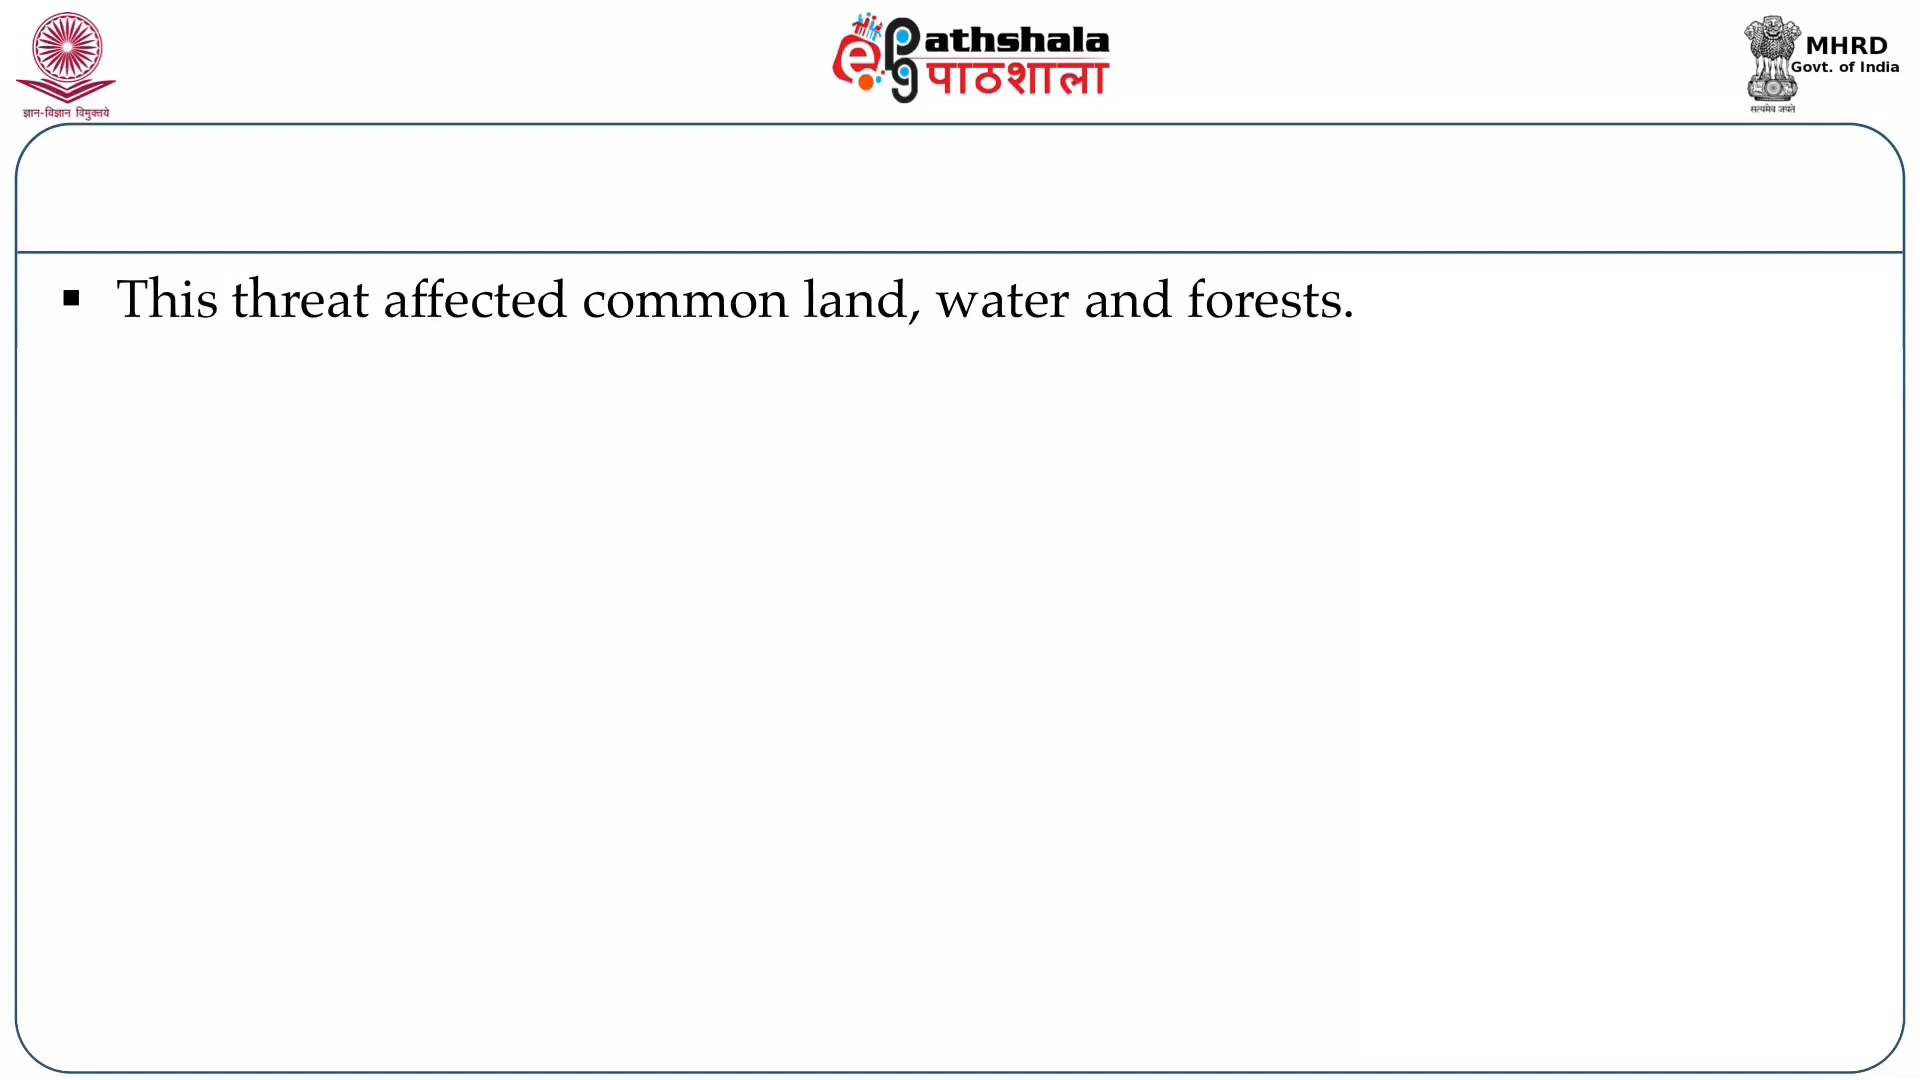 athshala
पाठशाला
MHRD
Govt. of India
सत्यमेव जयते
ज्ञान-विज्ञान विमुक्तये
▪ This threat affected common land, water and forests.